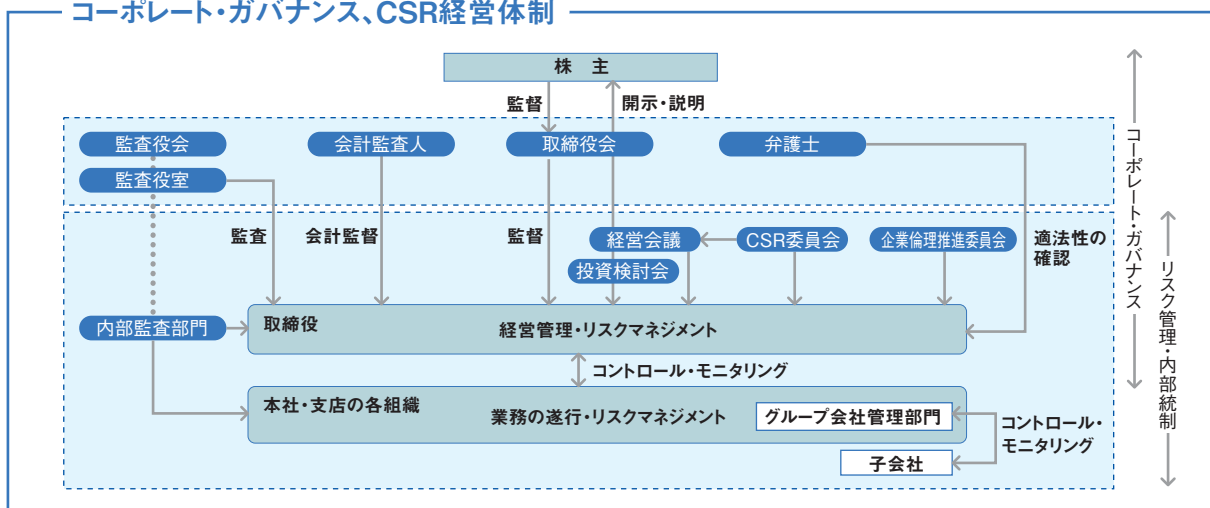 コーポレート・ガバナンス、CSR経営体制
株 主
監督
開示・説明
監査役会
会計監査人
取締役会
弁護士
監査役室
監査
会計監督
監督
経営会議
CSR委員会
企業倫理推進委員会
適法性の
確認
投資検討会
内部監査部門
取締役
経営管理・リスクマネジメント
コントロール・モニタリング
本社・支店の各組織
業務の遂行・リスクマネジメント
グループ会社管理部門
コントロール・
モニタリング
子会社
コーポレート・ガバナンス
リスク管理・内部統制